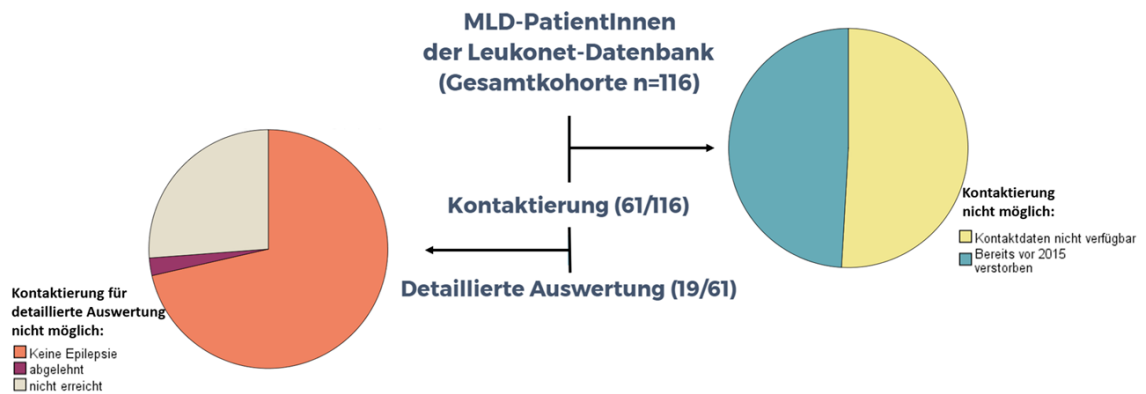 MLD-PatientInnen
der Leukonet-Datenbank
(Gesamtkohorte n=116)
Kontaktierung
nicht möglich:
Kontaktdaten nicht verfügbar
Bereits vor 2015
verstorben
Kontaktierung (61/116)
Detaillierte Auswertung (19/61)
Kontaktierung für
detaillierte Auswertung
nicht möglich:
Keine Epilepsie
abgelehnt
nicht erreicht